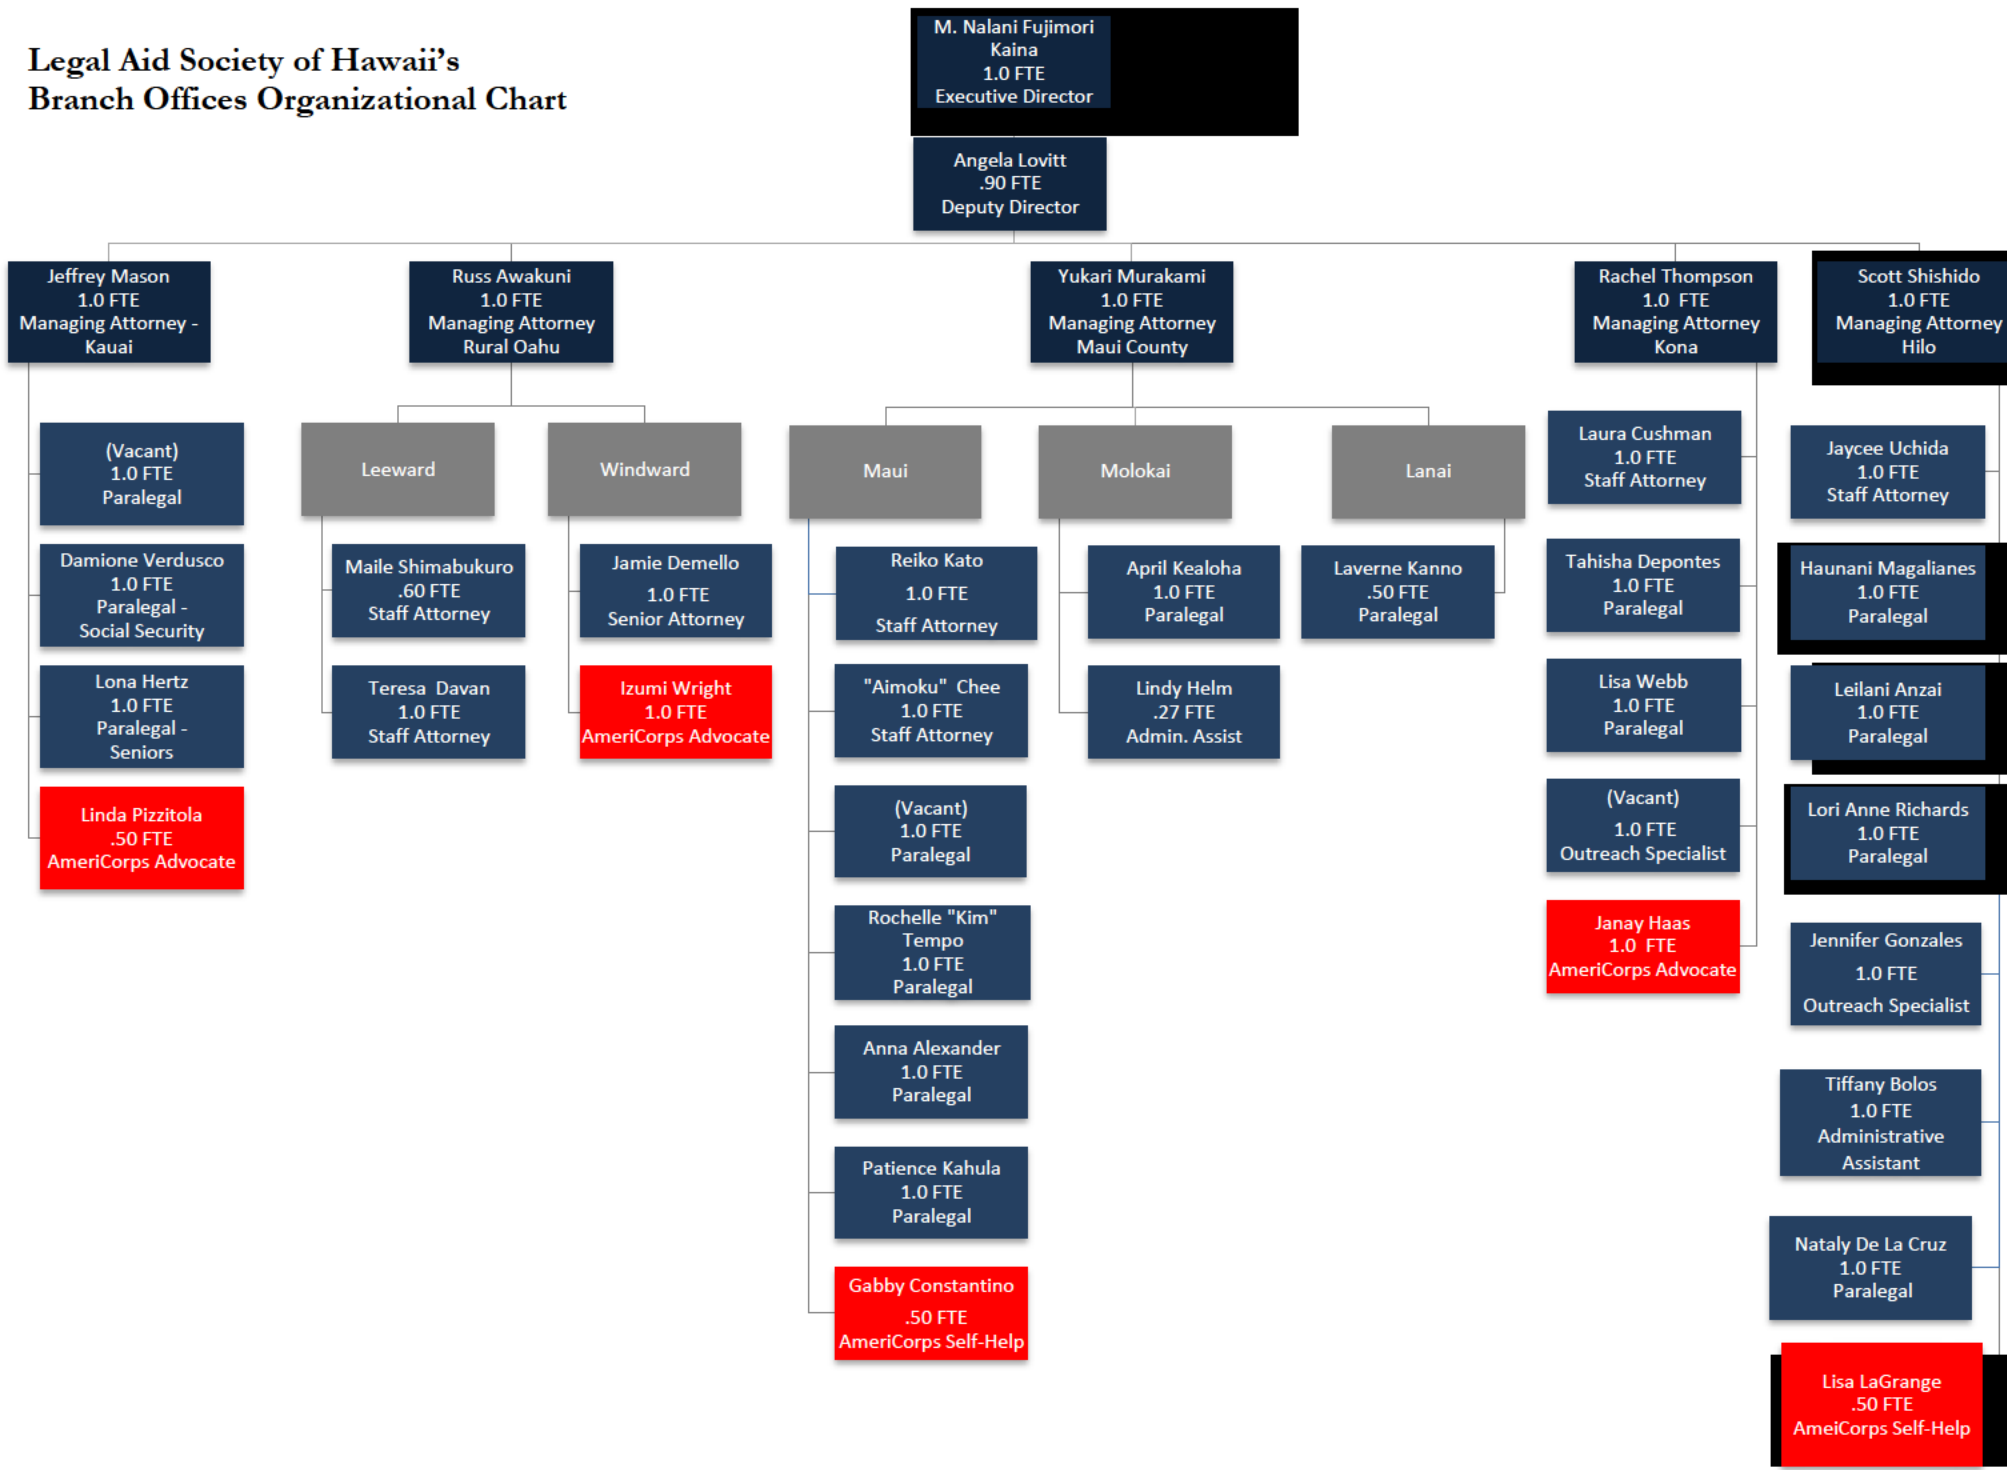 Legal Aid Society of Hawaii's
Branch Offices Organizational Chart
M. Nalani Fujimori
Kaina
1.0 FTE
Executive Director
Angela Lovitt
.90 FTE
Deputy Director
Jeffrey Mason
1.0 FTE
Managing Attorney -
Kauai
Russ Awakuni
1.0 FTE
Managing Attorney
Rural Oahu
Yukari Murakami
1.0 FTE
Managing Attorney
Maui County
Rachel Thompson
1.0 FTE
Managing Attorney
Kona
Scott Shishido
1.0 FTE
Managing Attorney
Hilo
(Vacant)
1.0 FTE
Paralegal
Damione Verdusco
1.0 FTE
Paralegal -
Social Security
Lona Hertz
1.0 FTE
Paralegal -
Seniors
Linda Pizzitola
.50 FTE
AmeriCorps Advocate
Leeward
Maile Shimabukuro
.60 FTE
Staff Attorney
Teresa Davan
1.0 FTE
Staff Attorney
Windward
Jamie Demello
1.0 FTE
Senior Attorney
Izumi Wright
1.0 FTE
AmeriCorps Advocate
Maui
Reiko Kato
1.0 FTE
Staff Attorney
"Aimoku" Chee
1.0 FTE
Staff Attorney
(Vacant)
1.0 FTE
Paralegal
Rochelle "Kim"
Tempo
1.0 FTE
Paralegal
Anna Alexander
1.0 FTE
Paralegal
Patience Kahula
1.0 FTE
Paralegal
Gabby Constantino
.50 FTE
AmeriCorps Self-Help
Molokai
April Kealoha
1.0 FTE
Paralegal
Lindy Helm
.27 FTE
Admin. Assist
Lanai
Laverne Kanno
.50 FTE
Paralegal
Laura Cushman
1.0 FTE
Staff Attorney
Tahisha Depontes
1.0 FTE
Paralegal
Lisa Webb
1.0 FTE
Paralegal
(Vacant)
1.0 FTE
Outreach Specialist
Janay Haas
1.0 FTE
AmeriCorps Advocate
Jaycee Uchida
1.0 FTE
Staff Attorney
Haunani Magalianes
1.0 FTE
Paralegal
Leilani Anzai
1.0 FTE
Paralegal
Lori Anne Richards
1.0 FTE
Paralegal
Jennifer Gonzales
1.0 FTE
Outreach Specialist
Tiffany Bolos
1.0 FTE
Administrative
Assistant
Nataly De La Cruz
1.0 FTE
Paralegal
Lisa LaGrange
.50 FTE
AmeiCorps Self-Help